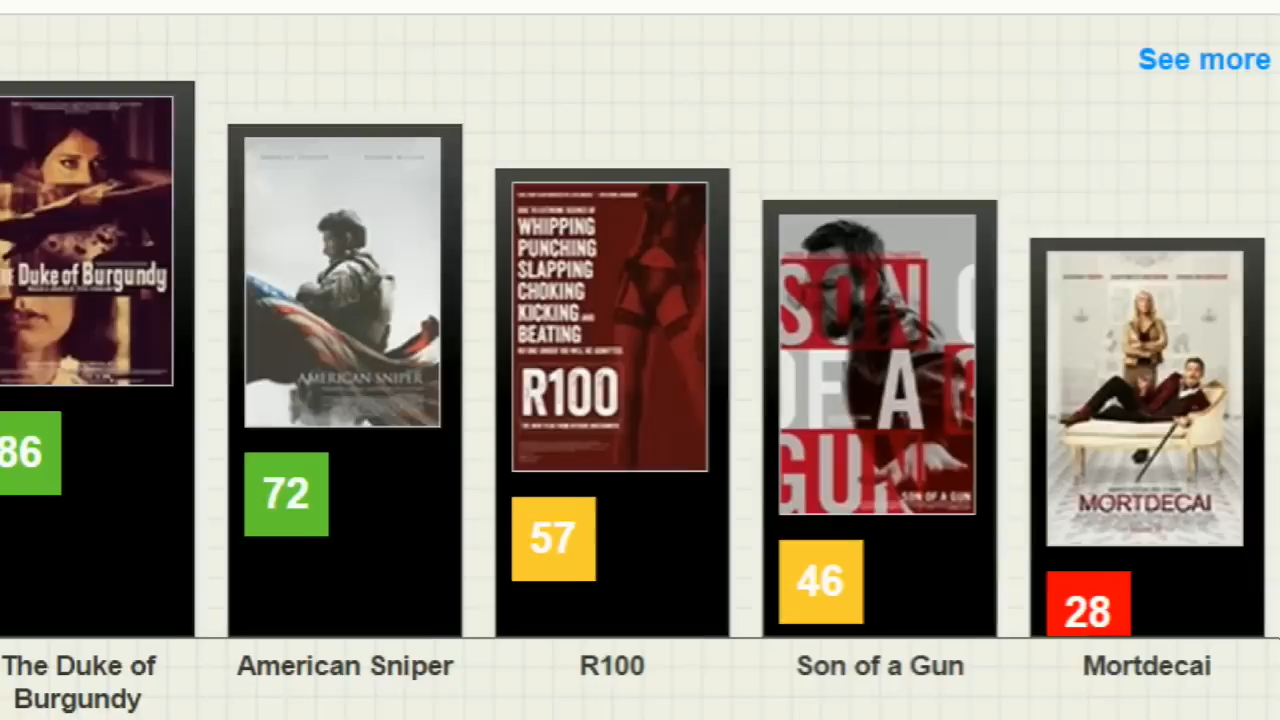 See more
Duke of Burgundy
86
The Duke of
Burgundy
AMERICAN SNIPER
72
American Sniper
WHIPPING
PUNCHING
SLAPPING
CHOKING
KICKING AND
BEATING
R100
57
R100
SON O
OF A G
GUN
SON OF A GUN
46
Son of a Gun
MORTDECAI
28
Mortdecai